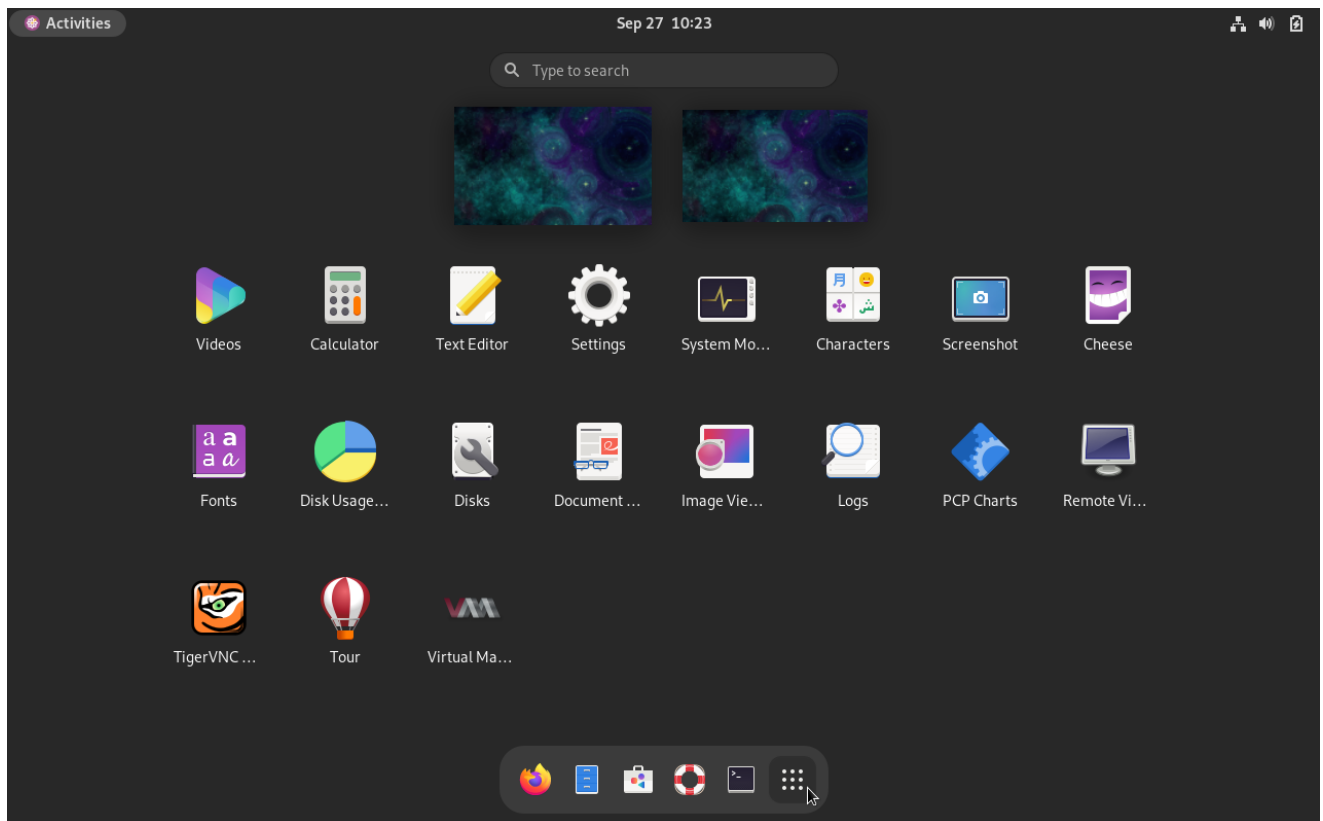 Activities
Sep 27 10:23
Type to search
Videos
Calculator
Text Editor
Settings
System Mo...
Characters
Screenshot
Cheese
Fonts
Disk Usage...
Disks
Document ...
Image Vie...
Logs
PCP Charts
Remote Vi...
TigerVNC ...
Tour
Virtual Ma...